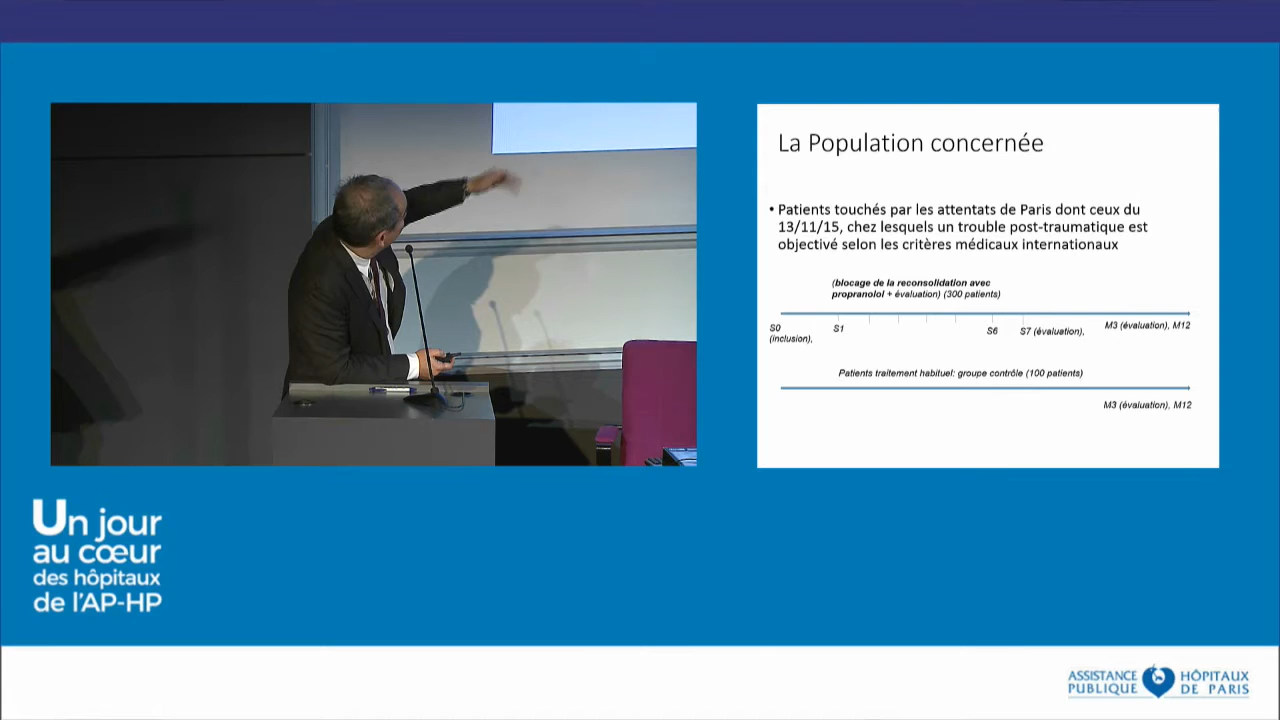 La Population concernée
• Patients touchés par les attentats de Paris dont ceux du
13/11/15, chez lesquels un trouble post-traumatique est
objectivé selon les critères médicaux internationaux
(blocage de la reconsolidation avec
propranolol + évaluation) (300 patients)
S0
(inclusion),
S1
S6
S7 (évaluation),
M3 (évaluation), M12
Patients traitement habituel: groupe contrôle (100 patients)
M3 (évaluation), M12
Un jour
au cœur
des hôpitaux
de l'AP-HP
ASSISTANCE
PUBLIQUE
HÔPITAUX
DE PARIS